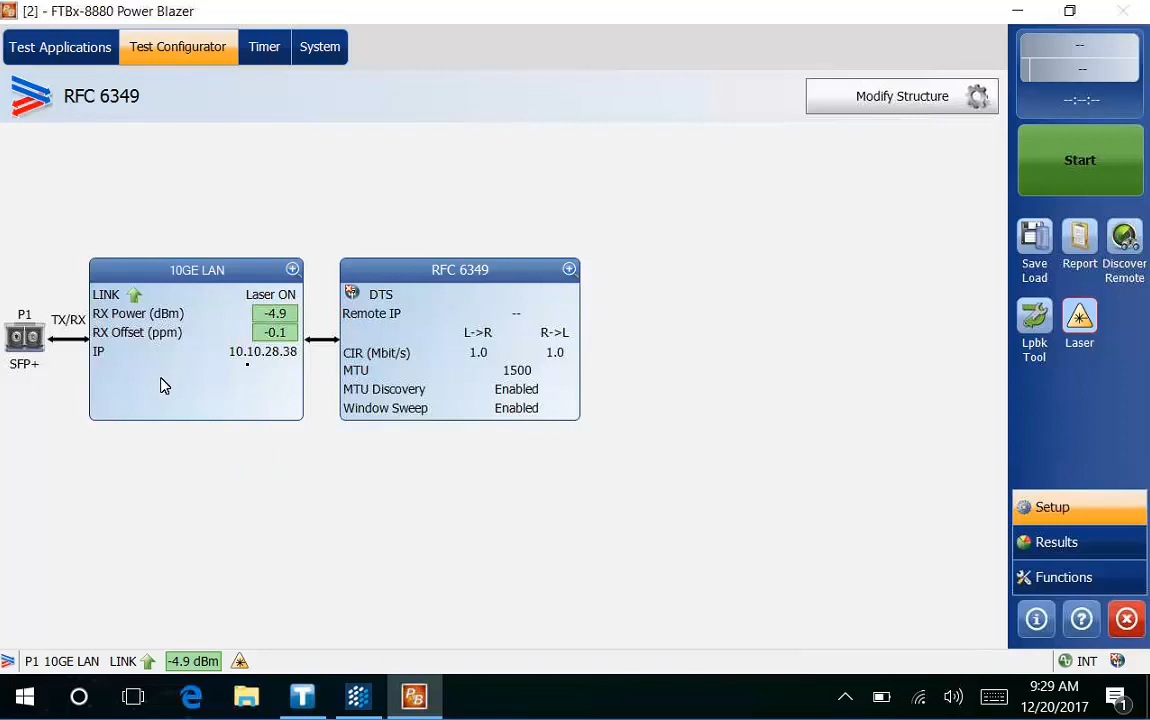 [2] - FTBx-8880 Power Blazer
Test Applications
Test Configurator
Timer
System
RFC 6349
Modify Structure
P1
SFP+
TX/RX
10GE LAN
LINK
Laser ON
RX Power (dBm)
-4.9
RX Offset (ppm)
-0.1
IP
10.10.28.38
RFC 6349
DTS
Remote IP
--
L->R
R->L
CIR (Mbit/s)
1.0
1.0
MTU
1500
MTU Discovery
Enabled
Window Sweep
Enabled
--
--
--:--:--
Start
Save
Load
Report
Discover
Remote
Lpbk
Tool
Laser
Setup
Results
Functions
P1 10GE LAN
LINK
-4.9 dBm
INT
9:29 AM
12/20/2017
1